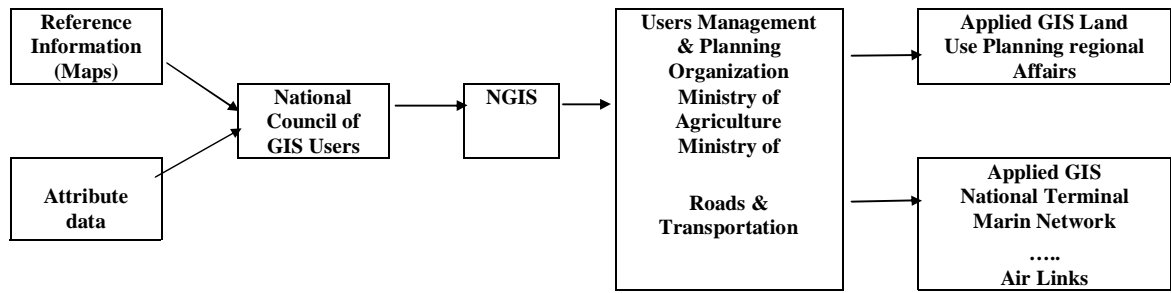 Reference
Information
(Maps)
Attribute
data
National
Council of
GIS Users
NGIS
Users Management
& Planning
Organization
Ministry of
Agriculture
Ministry of
Roads &
Transportation
Applied GIS Land
Use Planning regional
Affairs
Applied GIS
National Terminal
Marin Network
.....
Air Links